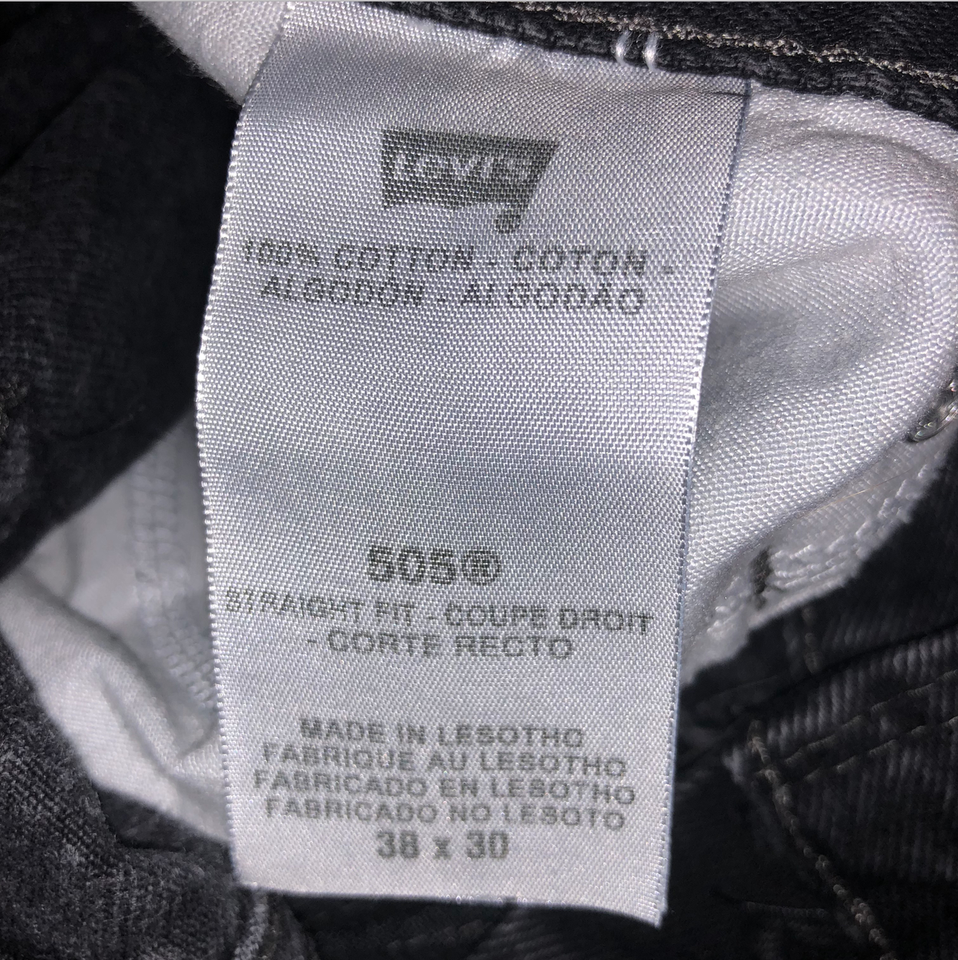 Levi's
100% COTTON - COTON -
ALGODÓN - ALGODÃO
505®
STRAIGHT FIT - COUPE DROIT
- CORTE RECTO
MADE IN LESOTHO
FABRIQUE AU LESOTHO
FABRICADO EN LESOTHO
FABRICADO NO LESOTO
38 x 30